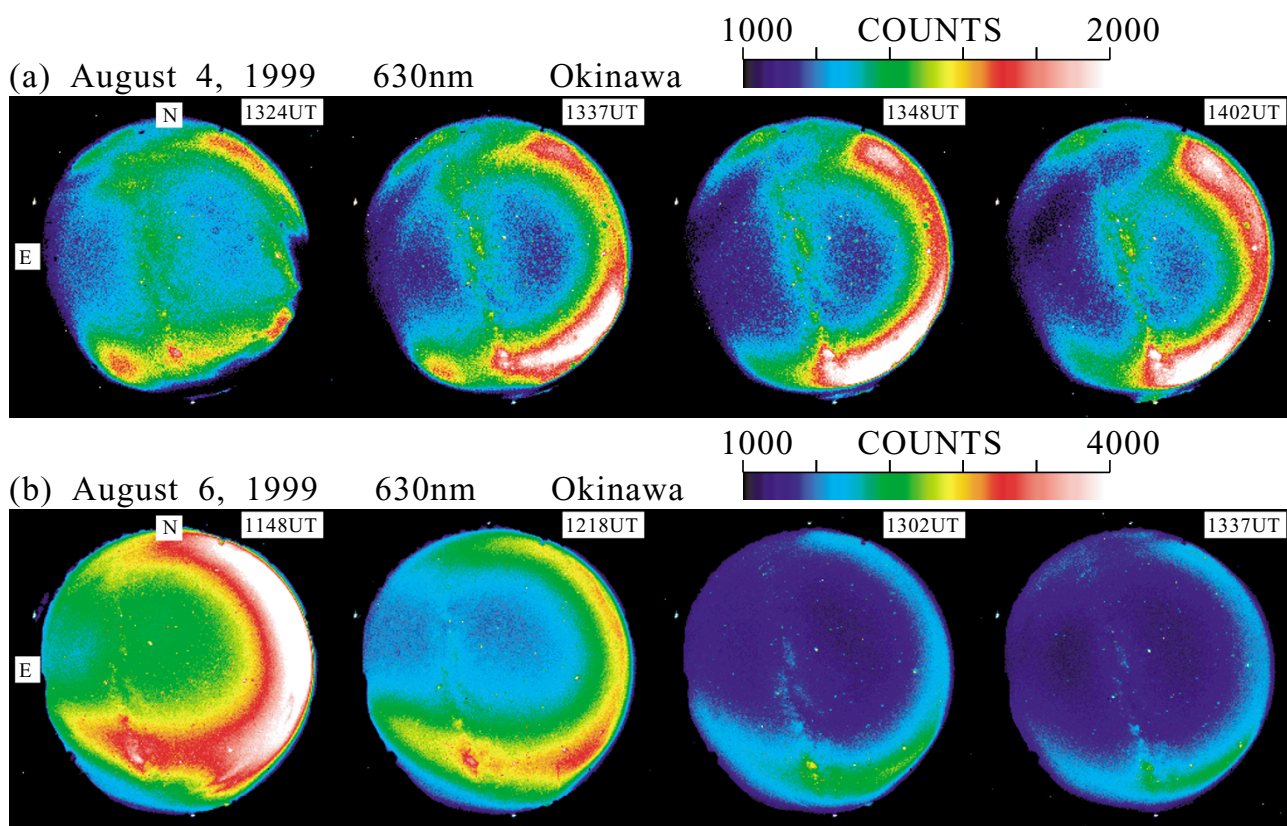 1000 COUNTS 2000
(a) August 4, 1999 630nm Okinawa
N 1324UT 1337UT 1348UT 1402UT
E
1000 COUNTS 4000
(b) August 6, 1999 630nm Okinawa
N 1148UT 1218UT 1302UT 1337UT
E